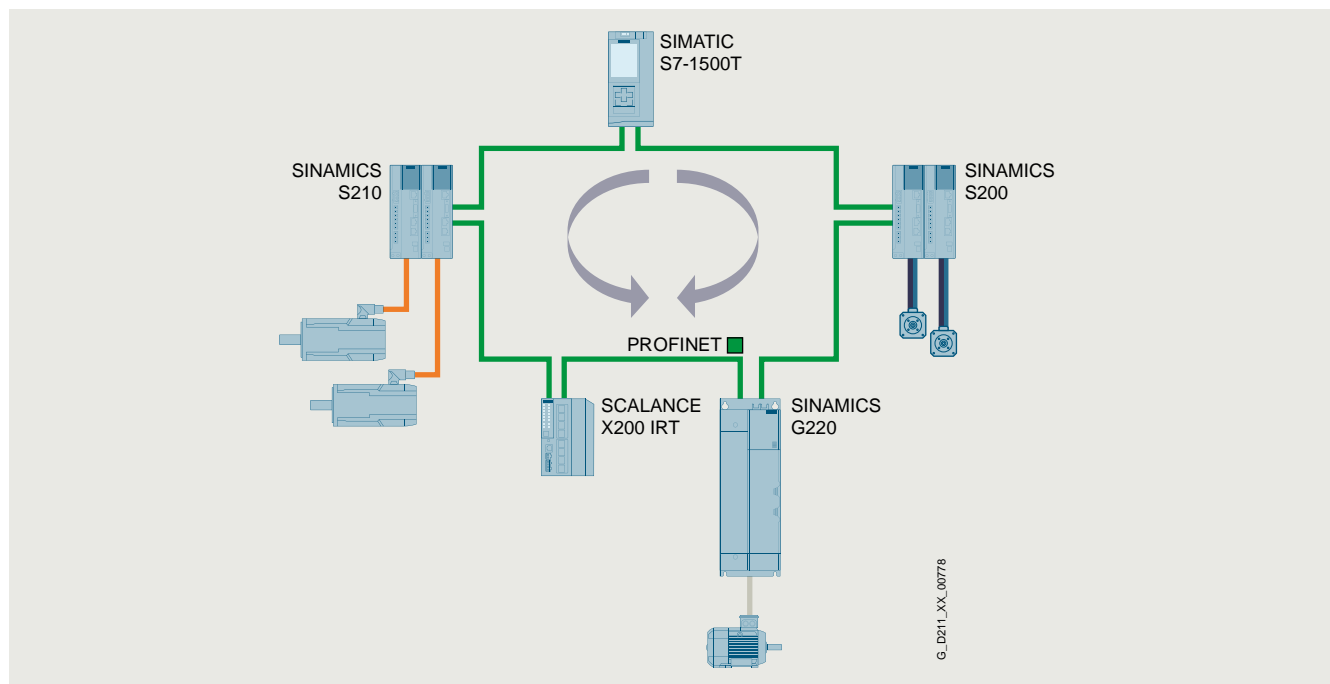 SIMATIC
S7-1500T
SINAMICS
S210
SINAMICS
S200
PROFINET
SCALANCE
X200 IRT
SINAMICS
G220
G_D211_XX_00778